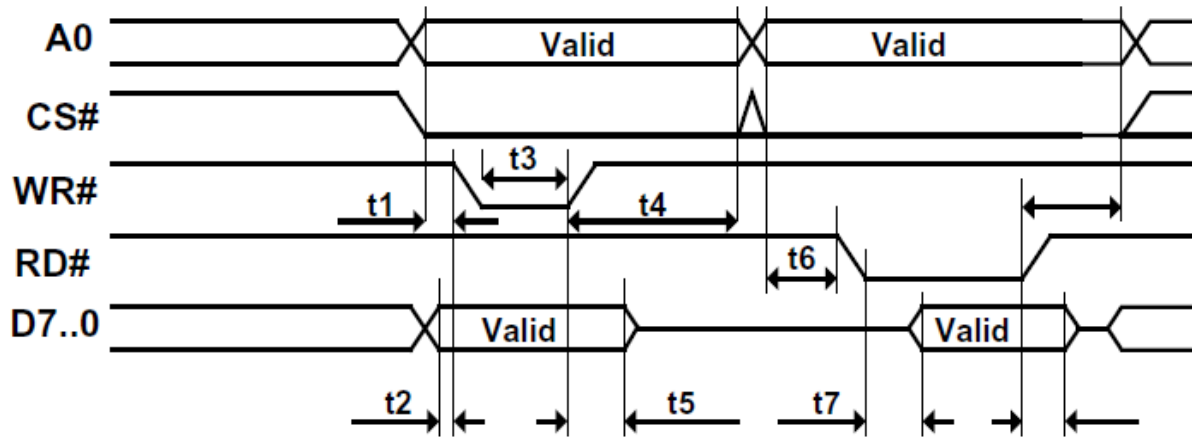 A0 Valid Valid
CS#
WR# t3
t1 t4
RD# t6
D7..0 Valid Valid
t2 t5 t7